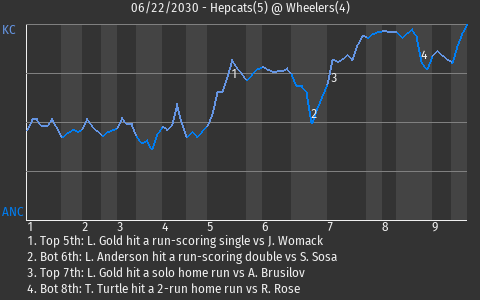 06/22/2030 - Hepcats(5) @ Wheelers(4)
KC
1
2
3
4
ANC
1 2 3 4 5 6 7 8 9
1. Top 5th: L. Gold hit a run-scoring single vs J. Womack
2. Bot 6th: L. Anderson hit a run-scoring double vs S. Sosa
3. Top 7th: L. Gold hit a solo home run vs A. Brusilov
4. Bot 8th: T. Turtle hit a 2-run home run vs R. Rose